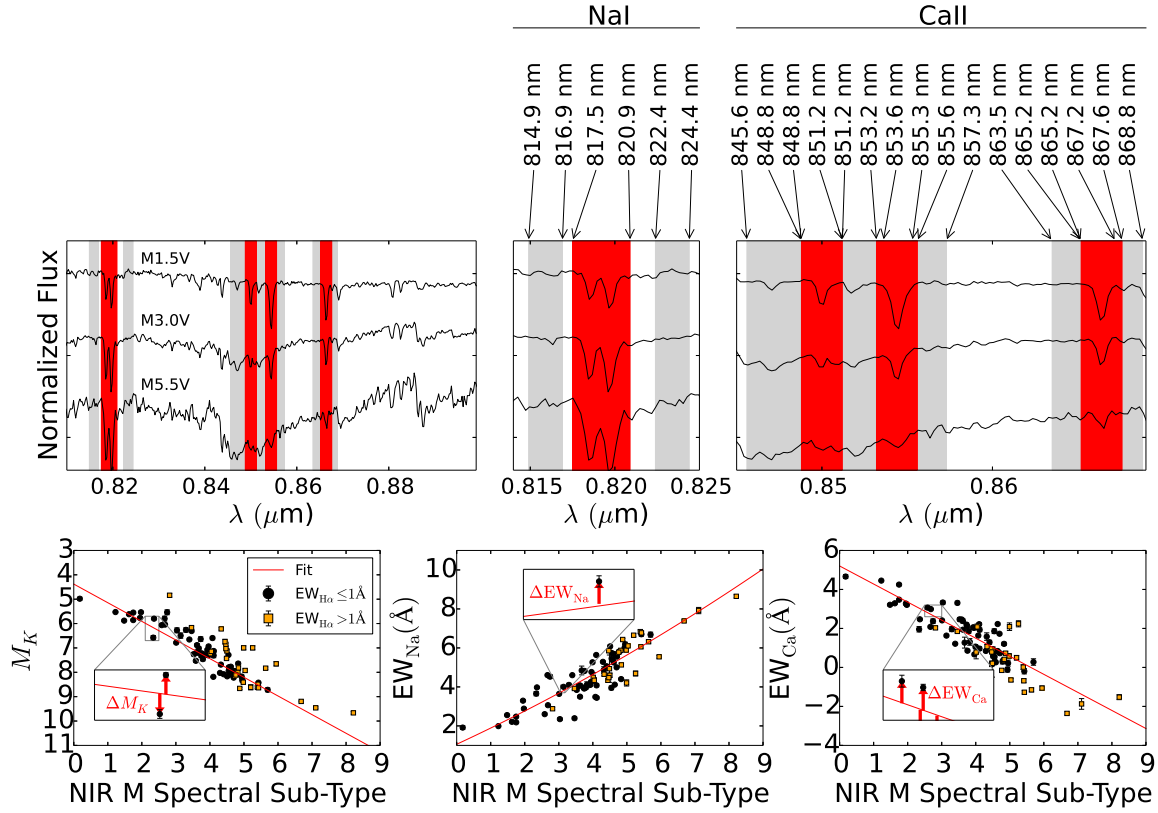 NaI
CaII
814.9 nm
816.9 nm
817.5 nm
820.9 nm
822.4 nm
824.4 nm
845.6 nm
848.8 nm
848.8 nm
851.2 nm
851.2 nm
853.2 nm
853.6 nm
855.3 nm
855.6 nm
857.3 nm
863.5 nm
865.2 nm
865.2 nm
867.2 nm
867.6 nm
868.8 nm
Normalized Flux
M1.5V
M3.0V
M5.5V
0.82 0.84 0.86 0.88
λ (μm)
0.815 0.820 0.825
λ (μm)
0.85 0.86
λ (μm)
M_K
3
4
5
6
7
8
9
10
11
Fit
EW_Hα ≤1Å
EW_Hα >1Å
ΔM_K
0 1 2 3 4 5 6 7 8 9
NIR M Spectral Sub-Type
EW_Na(Å)
10
8
6
4
2
0
ΔEW_Na
0 1 2 3 4 5 6 7 8 9
NIR M Spectral Sub-Type
EW_Ca(Å)
6
4
2
0
−2
−4
ΔEW_Ca
0 1 2 3 4 5 6 7 8 9
NIR M Spectral Sub-Type